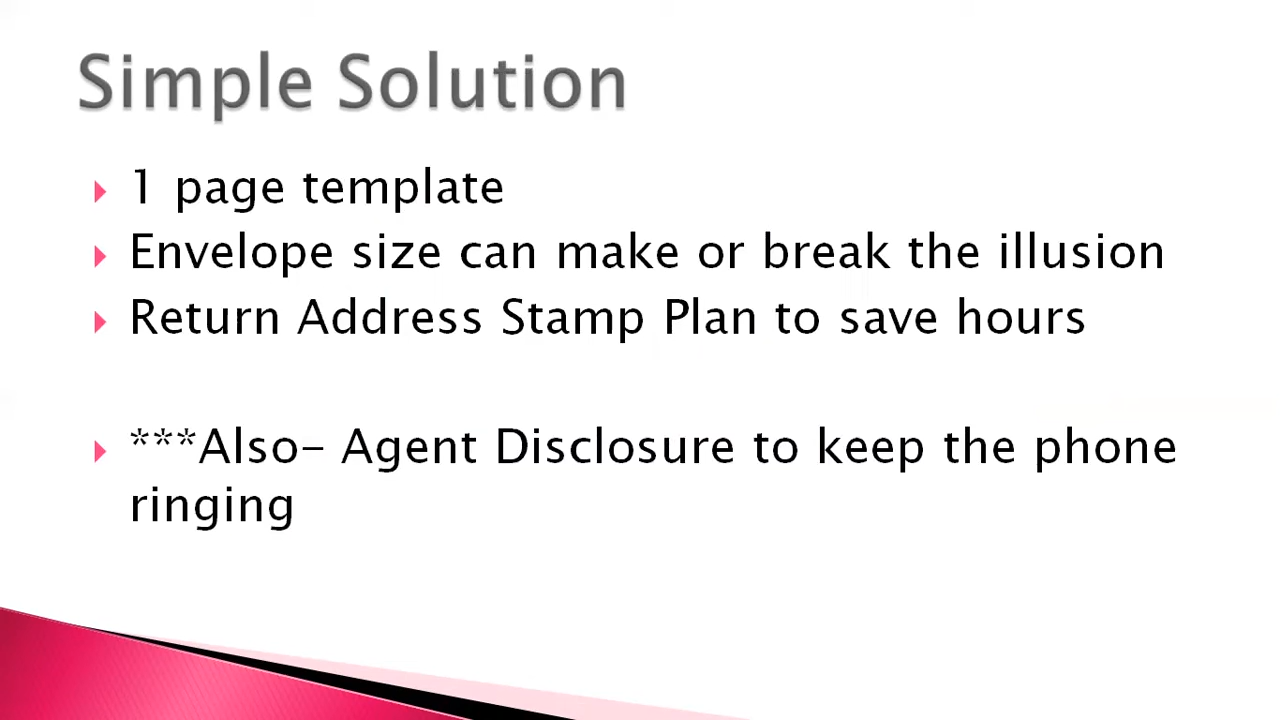 Simple Solution
1 page template
Envelope size can make or break the illusion
Return Address Stamp Plan to save hours
***Also- Agent Disclosure to keep the phone
ringing